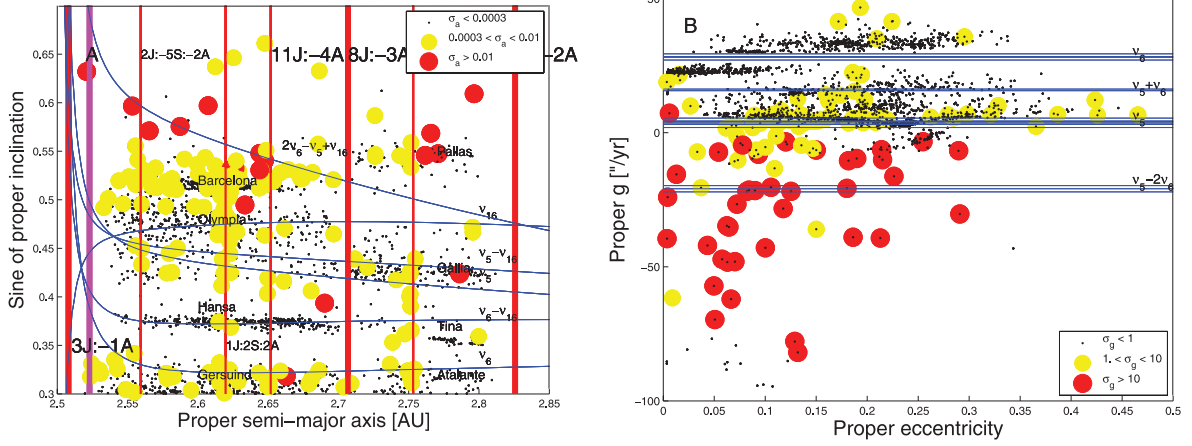 A
2J:−5S:−2A
11J:−4A
8J:−3A
−2A
σa < 0.0003
0.0003 < σa < 0.01
σa > 0.01
2ν6−ν5+ν16
Pallas
Barcelona
Olympia
ν16
ν5−ν16
Gallia
ν5
Hansa
ν6−ν16
Tina
3J:−1A
1J:2S:2A
ν6
Gersuind
Atalante
0.65
0.6
0.55
0.5
0.45
0.4
0.35
0.3
2.5
2.55
2.6
2.65
2.7
2.75
2.8
2.85
Sine of proper inclination
Proper semi−major axis [AU]
B
ν6
ν5+ν6
ν5
ν5−2ν6
σg < 1
1. < σg < 10
σg > 10
50
0
−50
−100
0
0.05
0.1
0.15
0.2
0.25
0.3
0.35
0.4
0.45
0.5
Proper g ["/yr]
Proper eccentricity